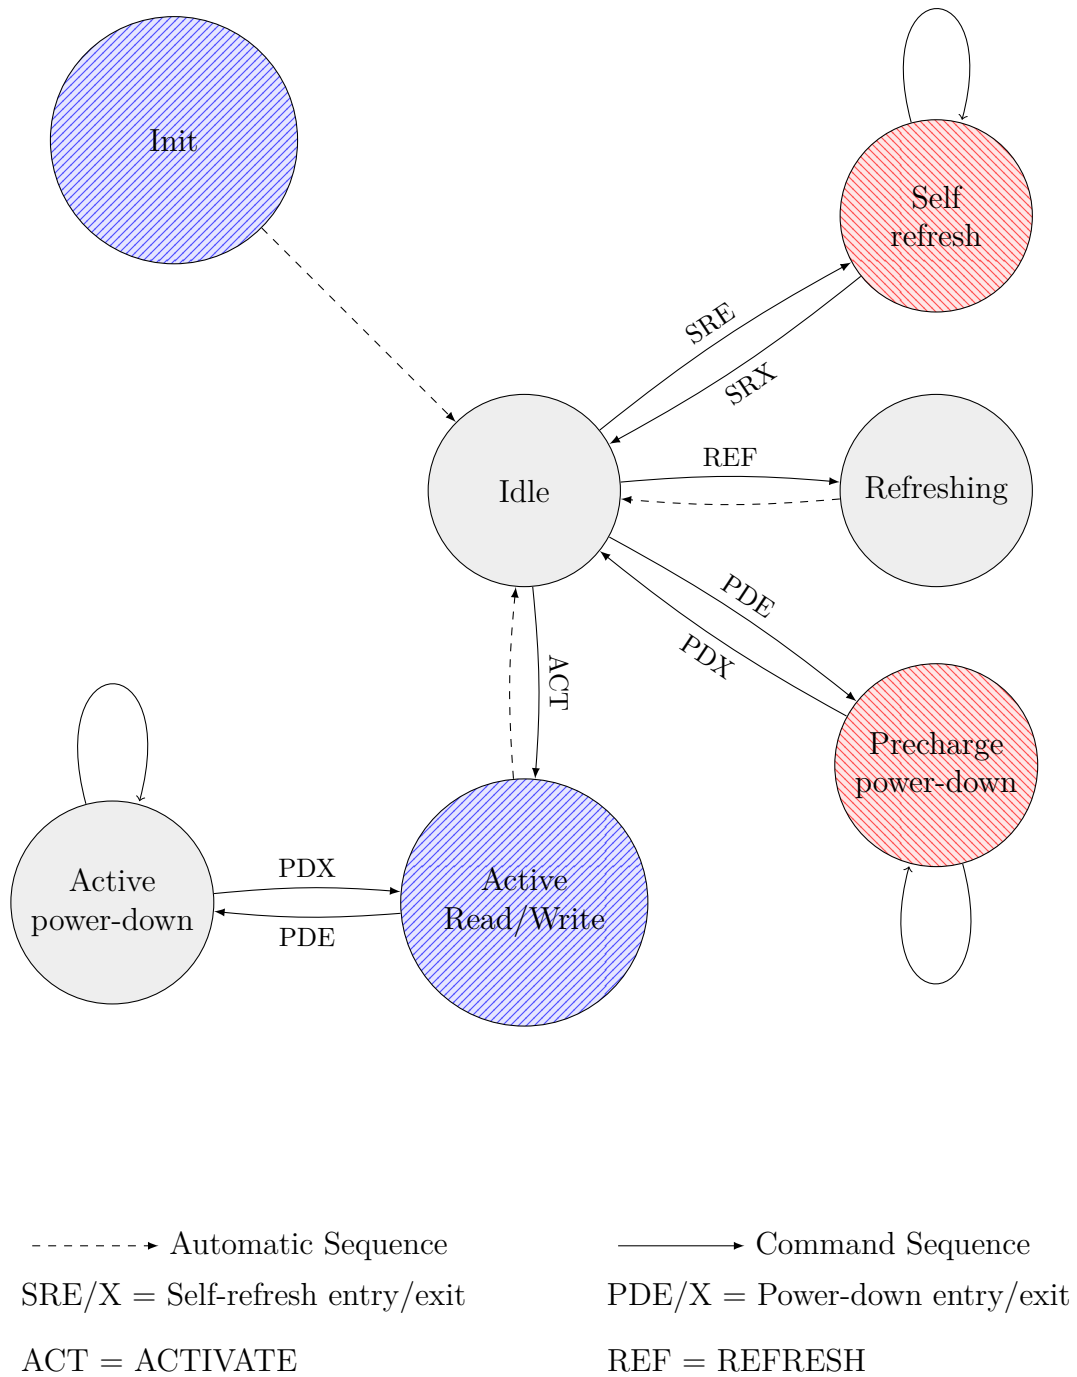 Init
Self
refresh
SRE
SRX
REF
Idle
Refreshing
PDE
PDX
ACT
Precharge
power-down
PDX
Active
power-down
Active
Read/Write
PDE
Automatic Sequence
Command Sequence
SRE/X = Self-refresh entry/exit
PDE/X = Power-down entry/exit
ACT = ACTIVATE
REF = REFRESH